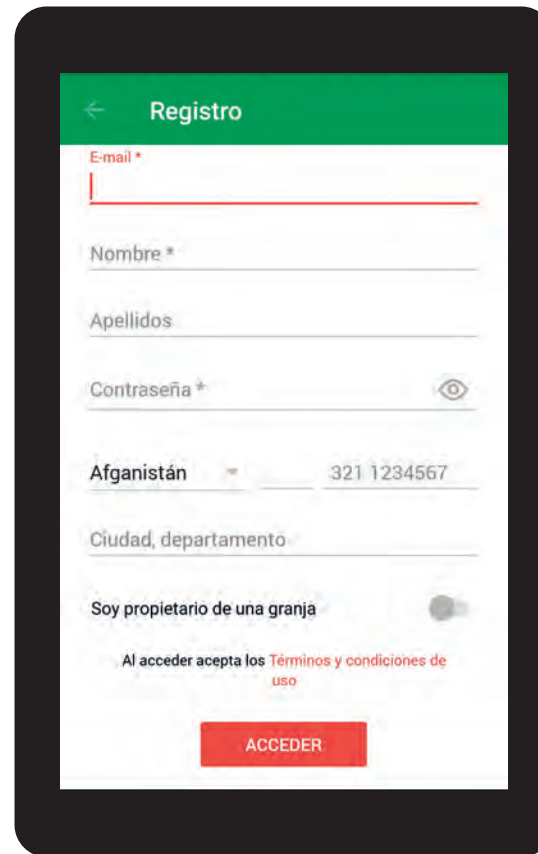 Registro
E-mail *
Nombre *
Apellidos
Contraseña *
Afganistán 321 1234567
Ciudad, departamento
Soy propietario de una granja
Al acceder acepta los Términos y condiciones de
uso
ACCEDER